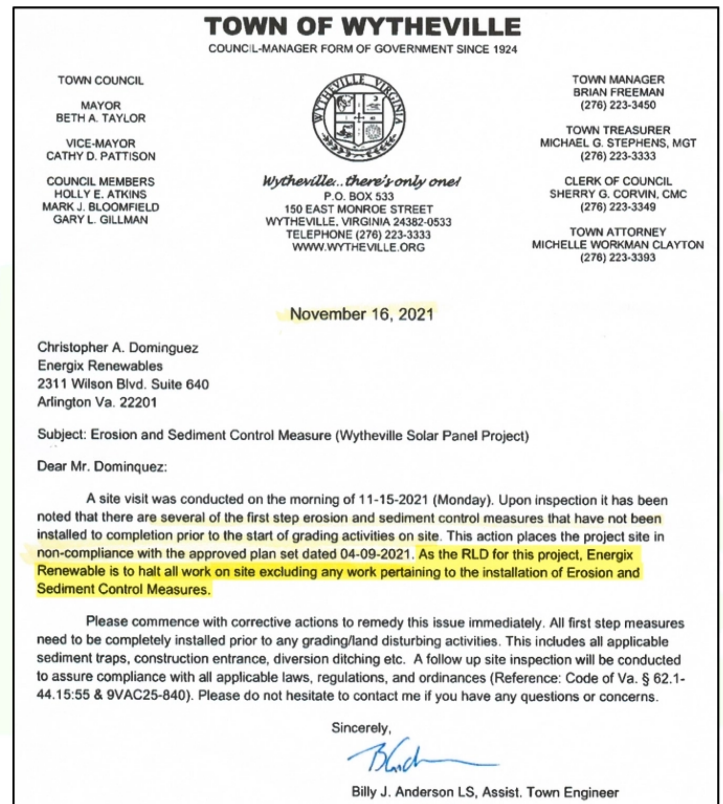 TOWN OF WYTHEVILLE
COUNCIL-MANAGER FORM OF GOVERNMENT SINCE 1924
TOWN COUNCIL
MAYOR
BETH A. TAYLOR
VICE-MAYOR
CATHY D. PATTISON
COUNCIL MEMBERS
HOLLY E. ATKINS
MARK J. BLOOMFIELD
GARY L. GILLMAN
WYTHEVILLE VIRGINIA
Wytheville...there's only one!
P.O. BOX 533
150 EAST MONROE STREET
WYTHEVILLE, VIRGINIA 24382-0533
TELEPHONE (276) 223-3333
WWW.WYTHEVILLE.ORG
TOWN MANAGER
BRIAN FREEMAN
(276) 223-3450
TOWN TREASURER
MICHAEL G. STEPHENS, MGT
(276) 223-3333
CLERK OF COUNCIL
SHERRY G. CORVIN, CMC
(276) 223-3349
TOWN ATTORNEY
MICHELLE WORKMAN CLAYTON
(276) 223-3393
November 16, 2021
Christopher A. Dominguez
Energix Renewables
2311 Wilson Blvd. Suite 640
Arlington Va. 22201
Subject: Erosion and Sediment Control Measure (Wytheville Solar Panel Project)
Dear Mr. Dominquez:
A site visit was conducted on the morning of 11-15-2021 (Monday). Upon inspection it has been
noted that there are several of the first step erosion and sediment control measures that have not been
installed to completion prior to the start of grading activities on site. This action places the project site in
non-compliance with the approved plan set dated 04-09-2021. As the RLD for this project, Energix
Renewable is to halt all work on site excluding any work pertaining to the installation of Erosion and
Sediment Control Measures.
Please commence with corrective actions to remedy this issue immediately. All first step measures
need to be completely installed prior to any grading/land disturbing activities. This includes all applicable
sediment traps, construction entrance, diversion ditching etc. A follow up site inspection will be conducted
to assure compliance with all applicable laws, regulations, and ordinances (Reference: Code of Va. § 62.1-
44.15:55 & 9VAC25-840). Please do not hesitate to contact me if you have any questions or concerns.
Sincerely,
Billy J. Anderson LS, Assist. Town Engineer